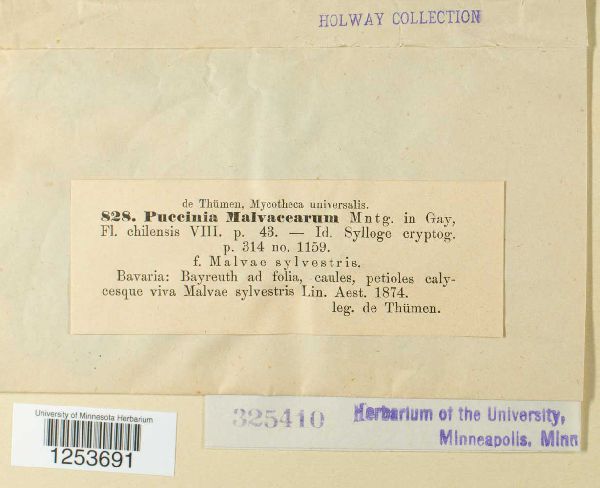 HOLWAY COLLECTION
de Thümen, Mycotheca universalis.
828. Puccinia Malvacearum Mntg. in Gay,
Fl. chilensis VIII. p. 43. — Id. Sylloge cryptog.
p. 314 no. 1159.
f. Malvae sylvestris.
Bavaria: Bayreuth ad folia, caules, petioles caly-
cesque viva Malvae sylvestris Lin. Aest. 1874.
leg. de Thümen.
University of Minnesota Herbarium
1253691
325410
Herbarium of the University,
Minneapolis, Minn